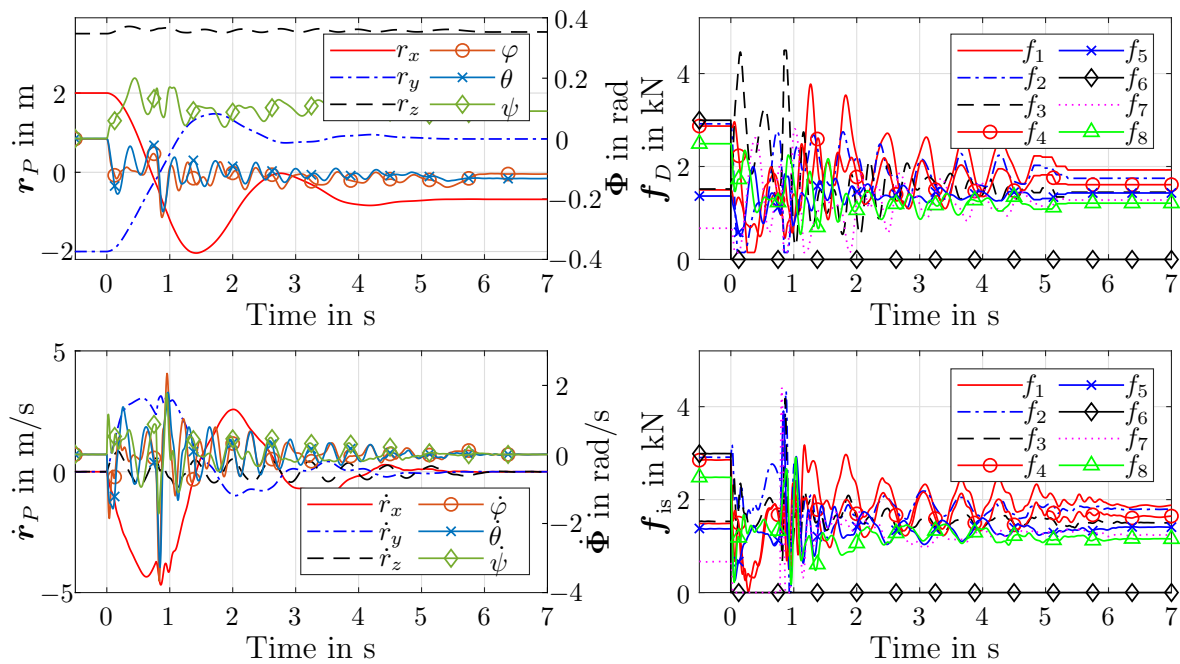 r_P in m
2
0
−2
0.4
0.2
0
−0.2
−0.4
Φ in rad
r_x φ
r_y θ
r_z ψ
0 1 2 3 4 5 6 7
Time in s
f_D in kN
4
2
0
f_1 f_5
f_2 f_6
f_3 f_7
f_4 f_8
0 1 2 3 4 5 6 7
Time in s
ṙ_P in m/s
5
0
−5
2
0
−2
−4
Φ̇ in rad/s
ṙ_x φ̇
ṙ_y θ̇
ṙ_z ψ̇
0 1 2 3 4 5 6 7
Time in s
f_is in kN
4
2
0
f_1 f_5
f_2 f_6
f_3 f_7
f_4 f_8
0 1 2 3 4 5 6 7
Time in s